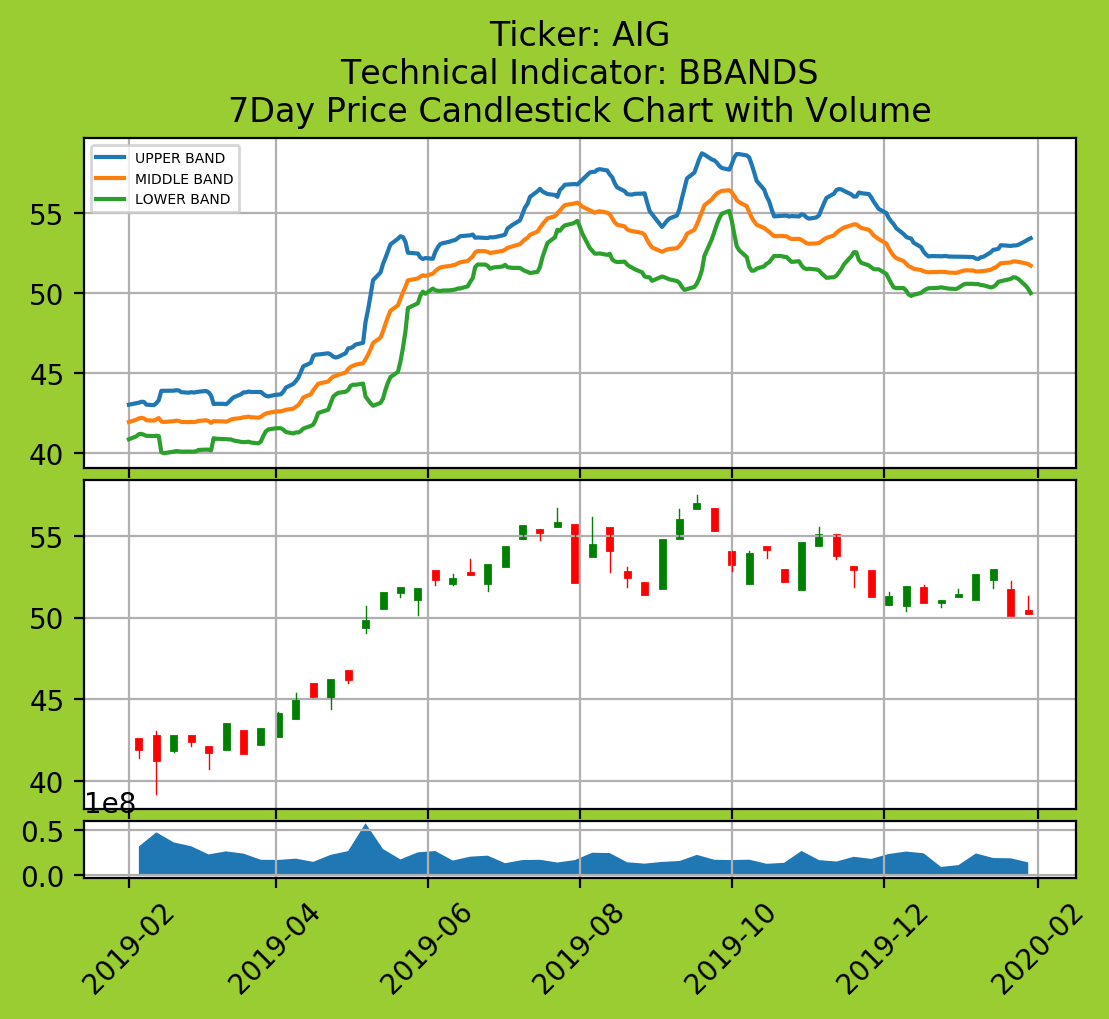 Ticker: AIG
Technical Indicator: BBANDS
7Day Price Candlestick Chart with Volume
UPPER BAND
MIDDLE BAND
LOWER BAND
55
50
45
40
55
50
45
40
1e8
0.5
0.0
2019-02
2019-04
2019-06
2019-08
2019-10
2019-12
2020-02